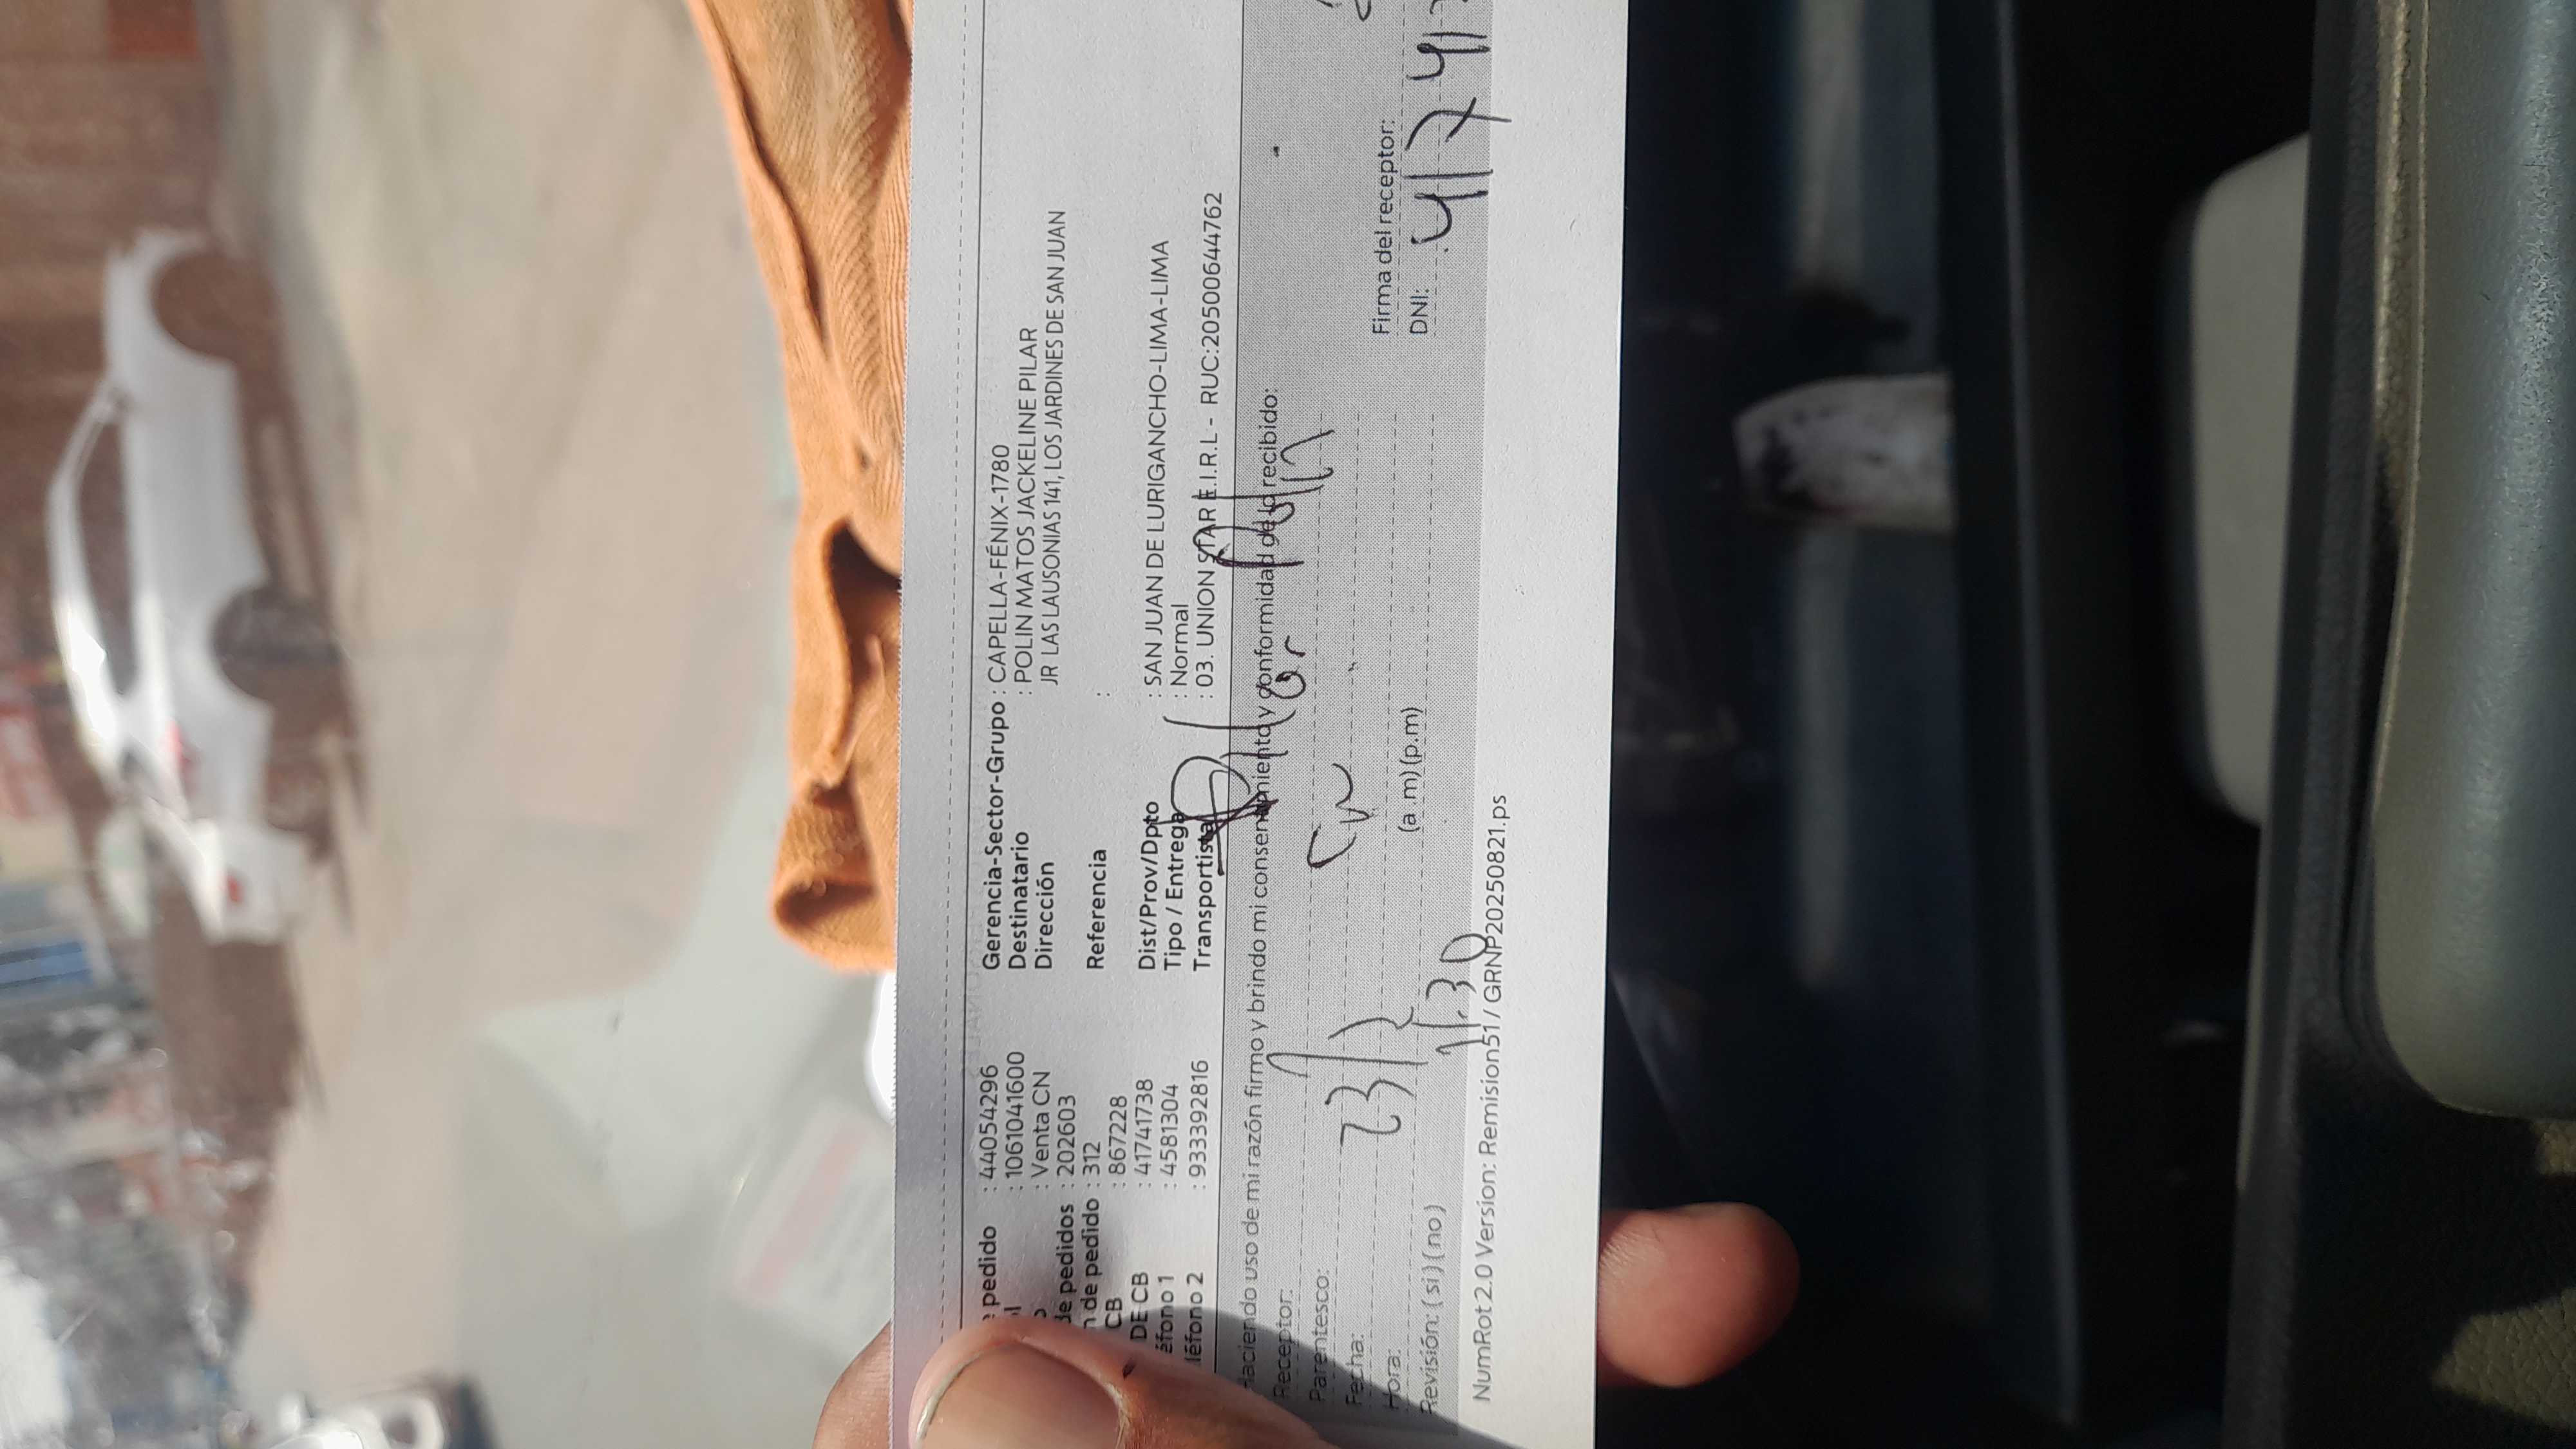 e pedido : 44054296 Gerencia-Sector-Grupo : CAPELLA-FÉNIX-1780
: 1061041600 Destinatario : POLIN MATOS JACKELINE PILAR
: Venta CN Dirección JR LAS LAUSONIAS 141, LOS JARDINES DE SAN JUAN
de pedidos : 202603
n de pedido : 312 Referencia :
CB : 867228
DE CB : 41741738 Dist/Prov/Dpto : SAN JUAN DE LURIGANCHO-LIMA-LIMA
éfono 1 : 4581304 Tipo / Entrega : Normal
léfono 2 : 933392816 Transportista : 03. UNION STAR E.I.R.L - RUC:20500644762
Haciendo uso de mi razón firmo y brindo mi consentimiento y conformidad de lo recibido:
Receptor:
Parentesco:
Fecha: 23/ Firma del receptor:
Hora: 1.30 (a.m) (p.m) DNI: 4174
Revisión: ( si ) ( no )
NumRot 2.0 Version: Remision51 / GRNP20250821.ps